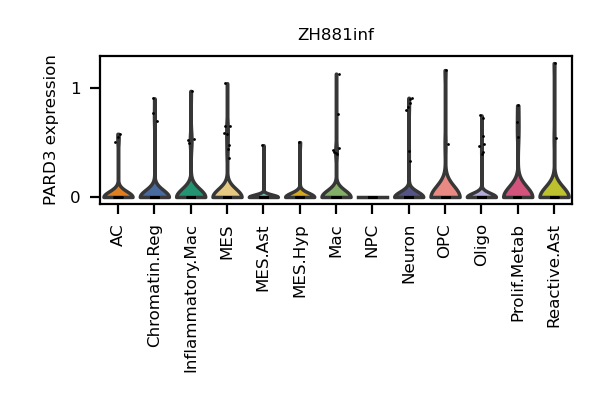 ZH881inf
PARD3 expression
1
0
AC
Chromatin.Reg
Inflammatory.Mac
MES
MES.Ast
MES.Hyp
Mac
NPC
Neuron
OPC
Oligo
Prolif.Metab
Reactive.Ast